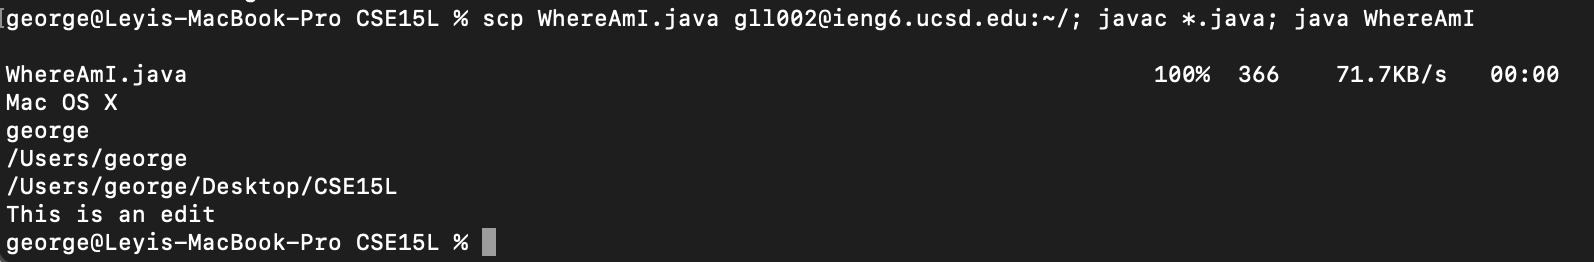 [george@Leyis-MacBook-Pro CSE15L % scp WhereAmI.java gll002@ieng6.ucsd.edu:~/; javac *.java; java WhereAmI
WhereAmI.java 100% 366 71.7KB/s 00:00
Mac OS X
george
/Users/george
/Users/george/Desktop/CSE15L
This is an edit
george@Leyis-MacBook-Pro CSE15L %